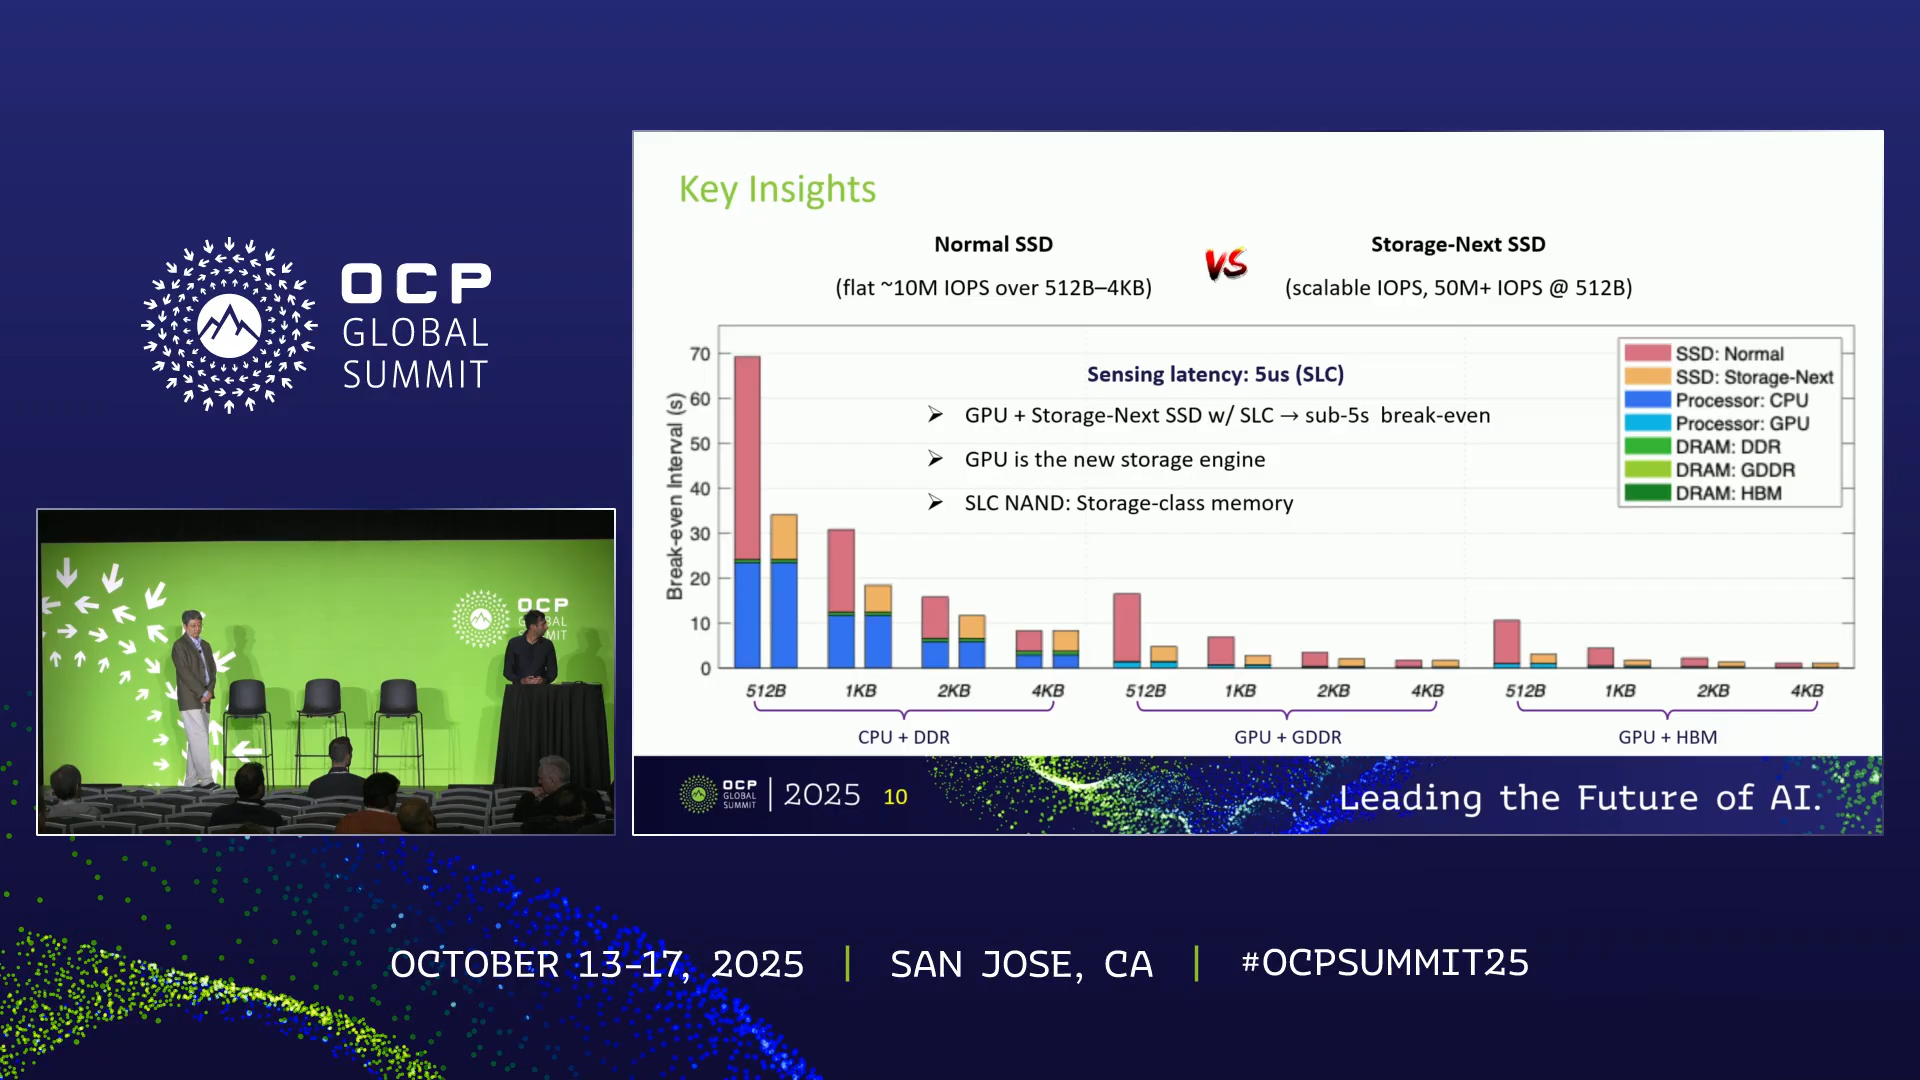 OCP
GLOBAL
SUMMIT
OCP
GLOBAL
SUMMIT
Key Insights
Normal SSD
(flat ~10M IOPS over 512B–4KB)
VS
Storage-Next SSD
(scalable IOPS, 50M+ IOPS @ 512B)
Break-even Interval (s)
70
60
50
40
30
20
10
0
Sensing latency: 5us (SLC)
➢ GPU + Storage-Next SSD w/ SLC → sub-5s break-even
➢ GPU is the new storage engine
➢ SLC NAND: Storage-class memory
SSD: Normal
SSD: Storage-Next
Processor: CPU
Processor: GPU
DRAM: DDR
DRAM: GDDR
DRAM: HBM
512B 1KB 2KB 4KB 512B 1KB 2KB 4KB 512B 1KB 2KB 4KB
CPU + DDR GPU + GDDR GPU + HBM
OCP
GLOBAL
SUMMIT
2025 10
Leading the Future of AI.
OCTOBER 13-17, 2025 | SAN JOSE, CA | #OCPSUMMIT25